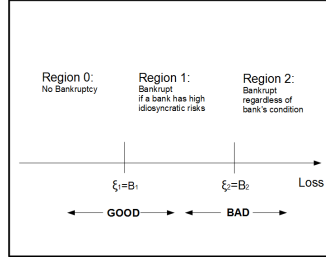 Region 0:
No Bankruptcy
Region 1:
Bankrupt
if a bank has high
idiosyncratic risks
Region 2:
Bankrupt
regardless of
bank's condition
ξ₁=B₁
ξ₂=B₂
Loss
GOOD
BAD